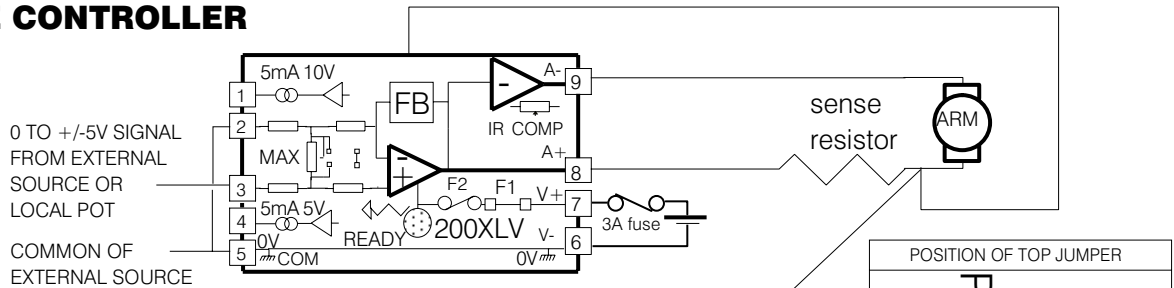 CONTROLLER
5mA 10V
A-
9
1
FB
sense
resistor
ARM
0 TO +/-5V SIGNAL
FROM EXTERNAL
SOURCE OR
LOCAL POT
2
IR COMP
MAX
A+
8
3
F2
F1
V+
7
3A fuse
4
5mA 5V
READY
200XLV
V-
6
COMMON OF
EXTERNAL SOURCE
5
0V
COM
0V
POSITION OF TOP JUMPER